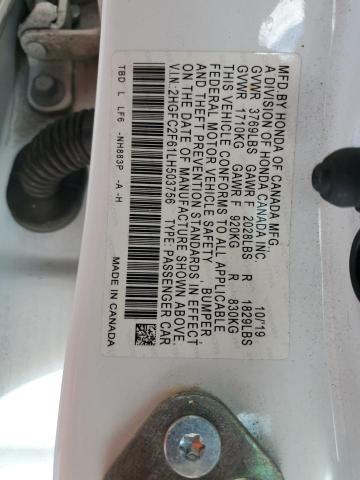 MFD BY HONDA OF CANADA MFG.,
A DIVISION OF HONDA CANADA INC. 10/'19
GVWR 3769LBS GAWR F 2028LBS R 1829LBS
GVWR 1710KG GAWR F 920KG R 830KG
THIS VEHICLE CONFORMS TO ALL APPLICABLE
FEDERAL MOTOR VEHICLE SAFETY, BUMPER
AND THEFT PREVENTION STANDARDS IN EFFECT
ON THE DATE OF MANUFACTURE SHOWN ABOVE.
V.I.N.:2HGFC2F61LH503756 TYPE: PASSENGER CAR
TBD L LF6 -NH883P -A -H MADE IN CANADA